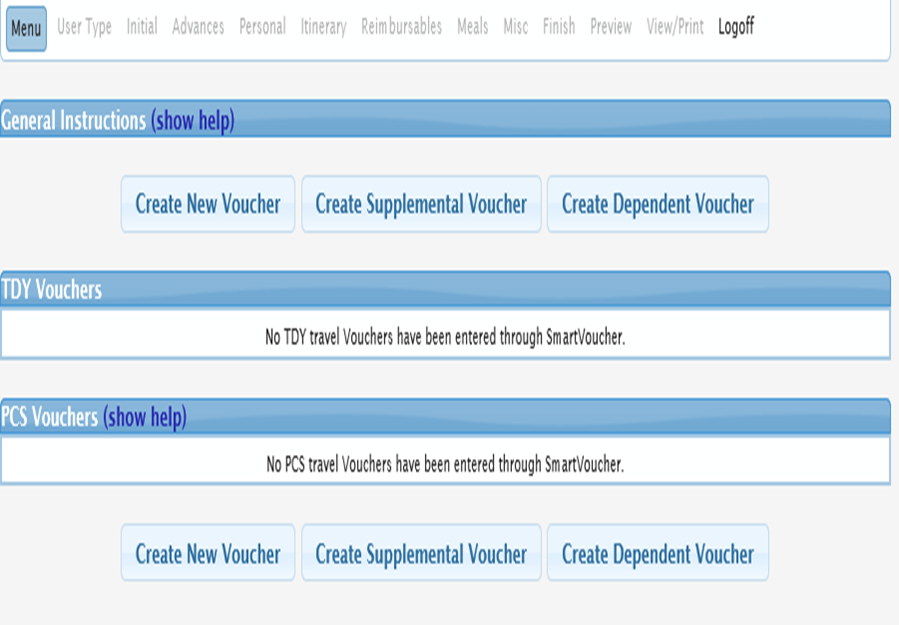 Menu User Type Initial Advances Personal Itinerary Reimbursables Meals Misc Finish Preview View/Print Logoff
General Instructions (show help)
Create New Voucher Create Supplemental Voucher Create Dependent Voucher
TDY Vouchers
No TDY travel Vouchers have been entered through SmartVoucher.
PCS Vouchers (show help)
No PCS travel Vouchers have been entered through SmartVoucher.
Create New Voucher Create Supplemental Voucher Create Dependent Voucher